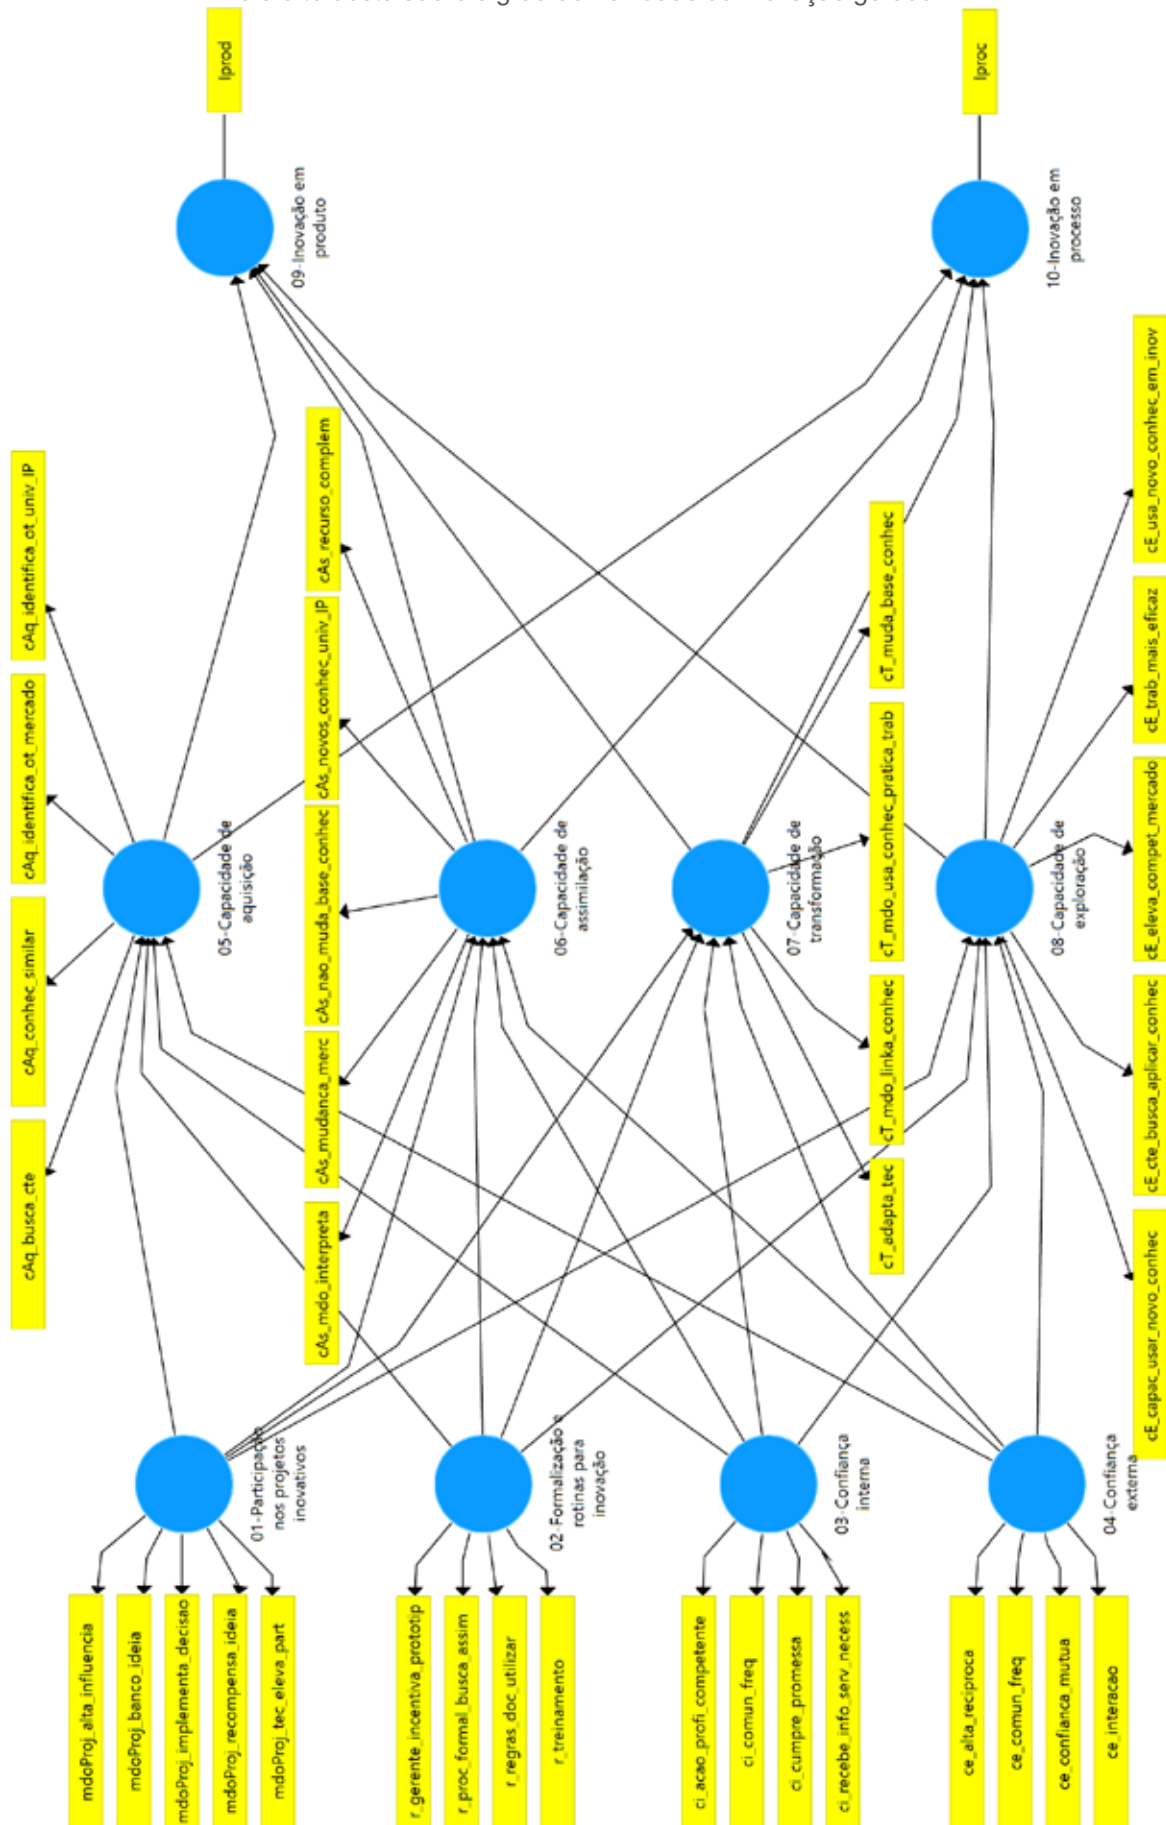 mdoProj_alta_influencia
mdoProj_banco_ideia
mdoProj_implementa_decisao
mdoProj_recompensa_ideia
mdoProj_tec_eleva_part
01-Participação
nos projetos
inovativos
r_gerente_incentiva_prototip
r_proc_formal_busca_assim
r_regras_doc_utilizar
r_treinamento
02-Formalização e
rotinas para
inovação
ci_acao_profi_competente
ci_comun_freq
ci_cumpre_promessa
ci_recebe_info_serv_necess
03-Confiança
interna
ce_alta_reciproca
ce_comun_freq
ce_confianca_mutua
ce_interacao
04-Confiança
externa
cAq_busca_cte
cAq_conhec_similar
cAq_identifica_ot_mercado
cAq_identifica_ot_univ_IP
05-Capacidade de
aquisição
cAs_mdo_interpreta
cAs_mudanca_merc
cAs_nao_muda_base_conhec
cAs_novos_conhec_univ_IP
cAs_recurso_complem
06-Capacidade de
assimilação
07-Capacidade de
transformação
cT_adapta_tec
cT_mdo_linka_conhec
cT_mdo_usa_conhec_pratica_trab
cT_muda_base_conhec
08-Capacidade de
exploração
cE_capac_usar_novo_conhec
cE_cte_busca_aplicar_conhec
cE_eleva_compet_mercado
cE_trab_mais_eficaz
cE_usa_novo_conhec_em_inov
09-Inovação em
produto
Iprod
10-Inovação em
processo
Iproc